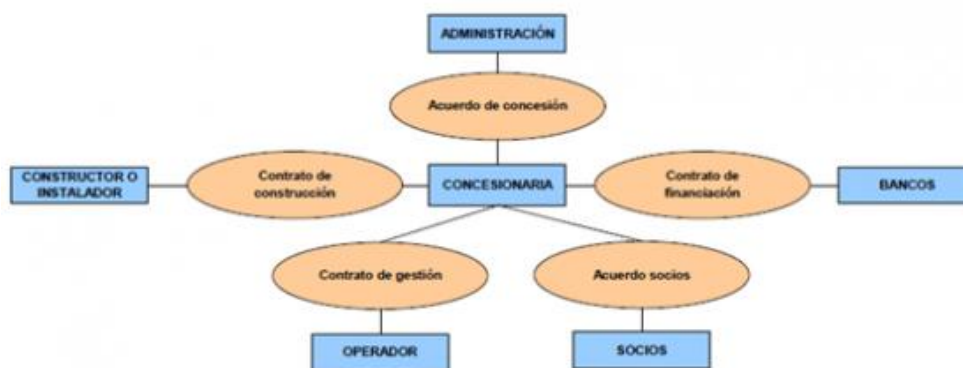 ADMINISTRACIÓN
Acuerdo de concesión
CONSTRUCTOR O
INSTALADOR
Contrato de
construcción
CONCESIONARIA
Contrato de
financiación
BANCOS
Contrato de gestión
Acuerdo socios
OPERADOR
SOCIOS